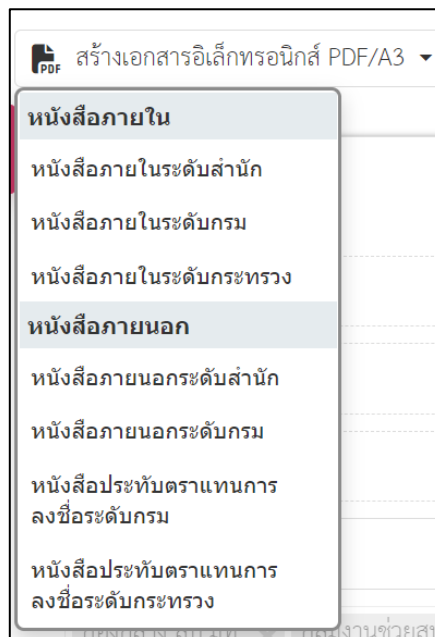 PDF สร้างเอกสารอิเล็กทรอนิกส์ PDF/A3
หนังสือภายใน
หนังสือภายในระดับสำนัก
หนังสือภายในระดับกรม
หนังสือภายในระดับกระทรวง
หนังสือภายนอก
หนังสือภายนอกระดับสำนัก
หนังสือภายนอกระดับกรม
หนังสือประทับตราแทนการ
ลงชื่อระดับกรม
หนังสือประทับตราแทนการ
ลงชื่อระดับกระทรวง